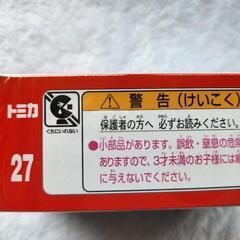 トミカ
27
くちにいれない
⚠ 警告(けいこく)
保護者の方へ 必ずお読みください。
●小部品があります。誤飲・窒息の危険
ありますので、3才未満のお子様には絶
に与えないでください。